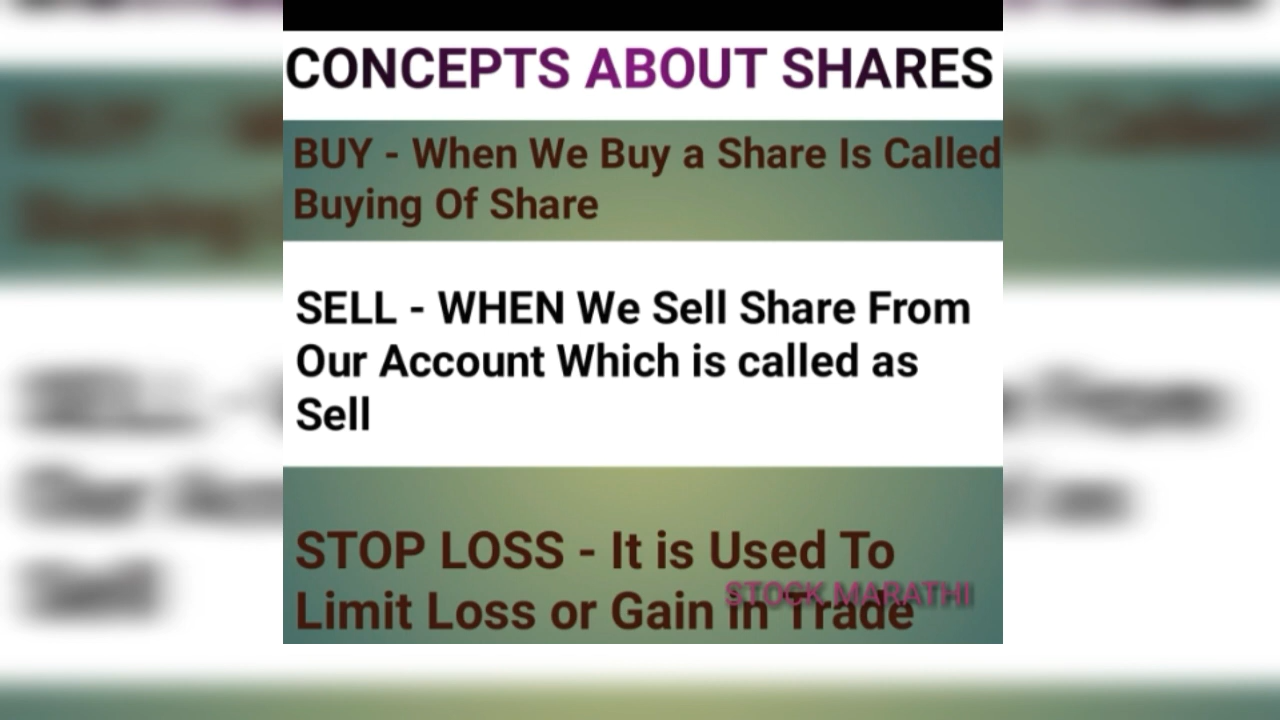 CONCEPTS ABOUT SHARES
BUY - When We Buy a Share Is Called
Buying Of Share
SELL - WHEN We Sell Share From
Our Account Which is called as
Sell
STOP LOSS - It is Used To
Limit Loss or Gain in Trade
STOCK MARATHI